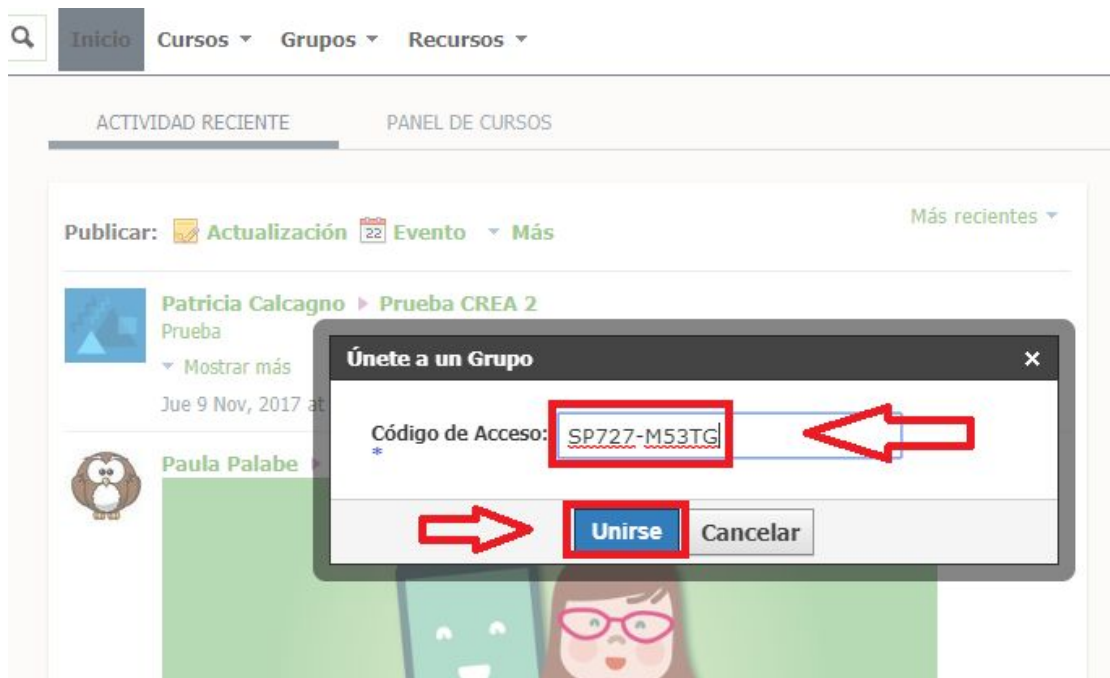 Inicio Cursos Grupos Recursos
ACTIVIDAD RECIENTE PANEL DE CURSOS
Publicar: Actualización 22 Evento Más Más recientes
Patricia Calcagno Prueba CREA 2
Prueba
Mostrar más
Jue 9 Nov, 2017 at
Únete a un Grupo ×
Código de Acceso: SP727-M53TG
*
Unirse Cancelar
Paula Palabe